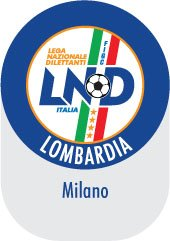 LEGA
NAZIONALE
DILETTANTI
FIGC
LND
ITALIA
LOMBARDIA
Milano